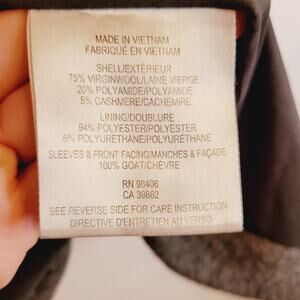 MADE IN VIETNAM
FABRIQUÉ EN VIETNAM
SHELL/EXTÉRIEUR
75% VIRGINWOOL/LAINE VIERGE
20% POLYAMIDE/POLYAMIDÉ
5% CASHMERE/CACHEMIRE
LINING/DOUBLURE
94% POLYESTER/POLYESTER
6% POLYURETHANE/POLYURÉTHANE
SLEEVES & FRONT FACING/MANCHES & FAÇADE
100% GOAT/CHÈVRE
RN 98406
CA 39862
SEE REVERSE SIDE FOR CARE INSTRUCTION
DIRECTIVE D'ENTRETIEN AU VERSO